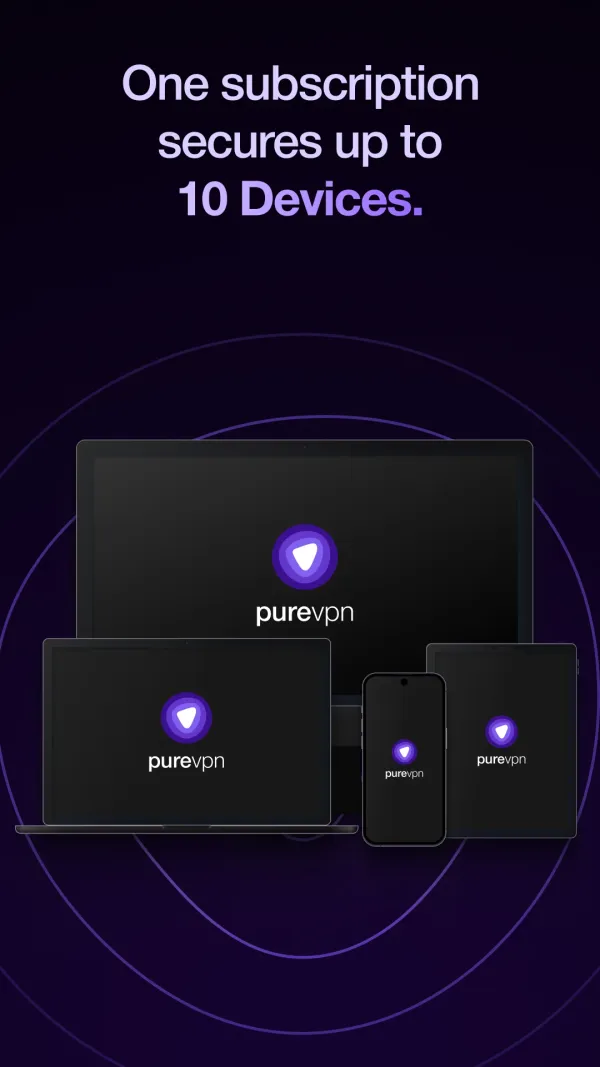 One subscription
secures up to
10 Devices.
purevpn
purevpn
purevpn
purevpn